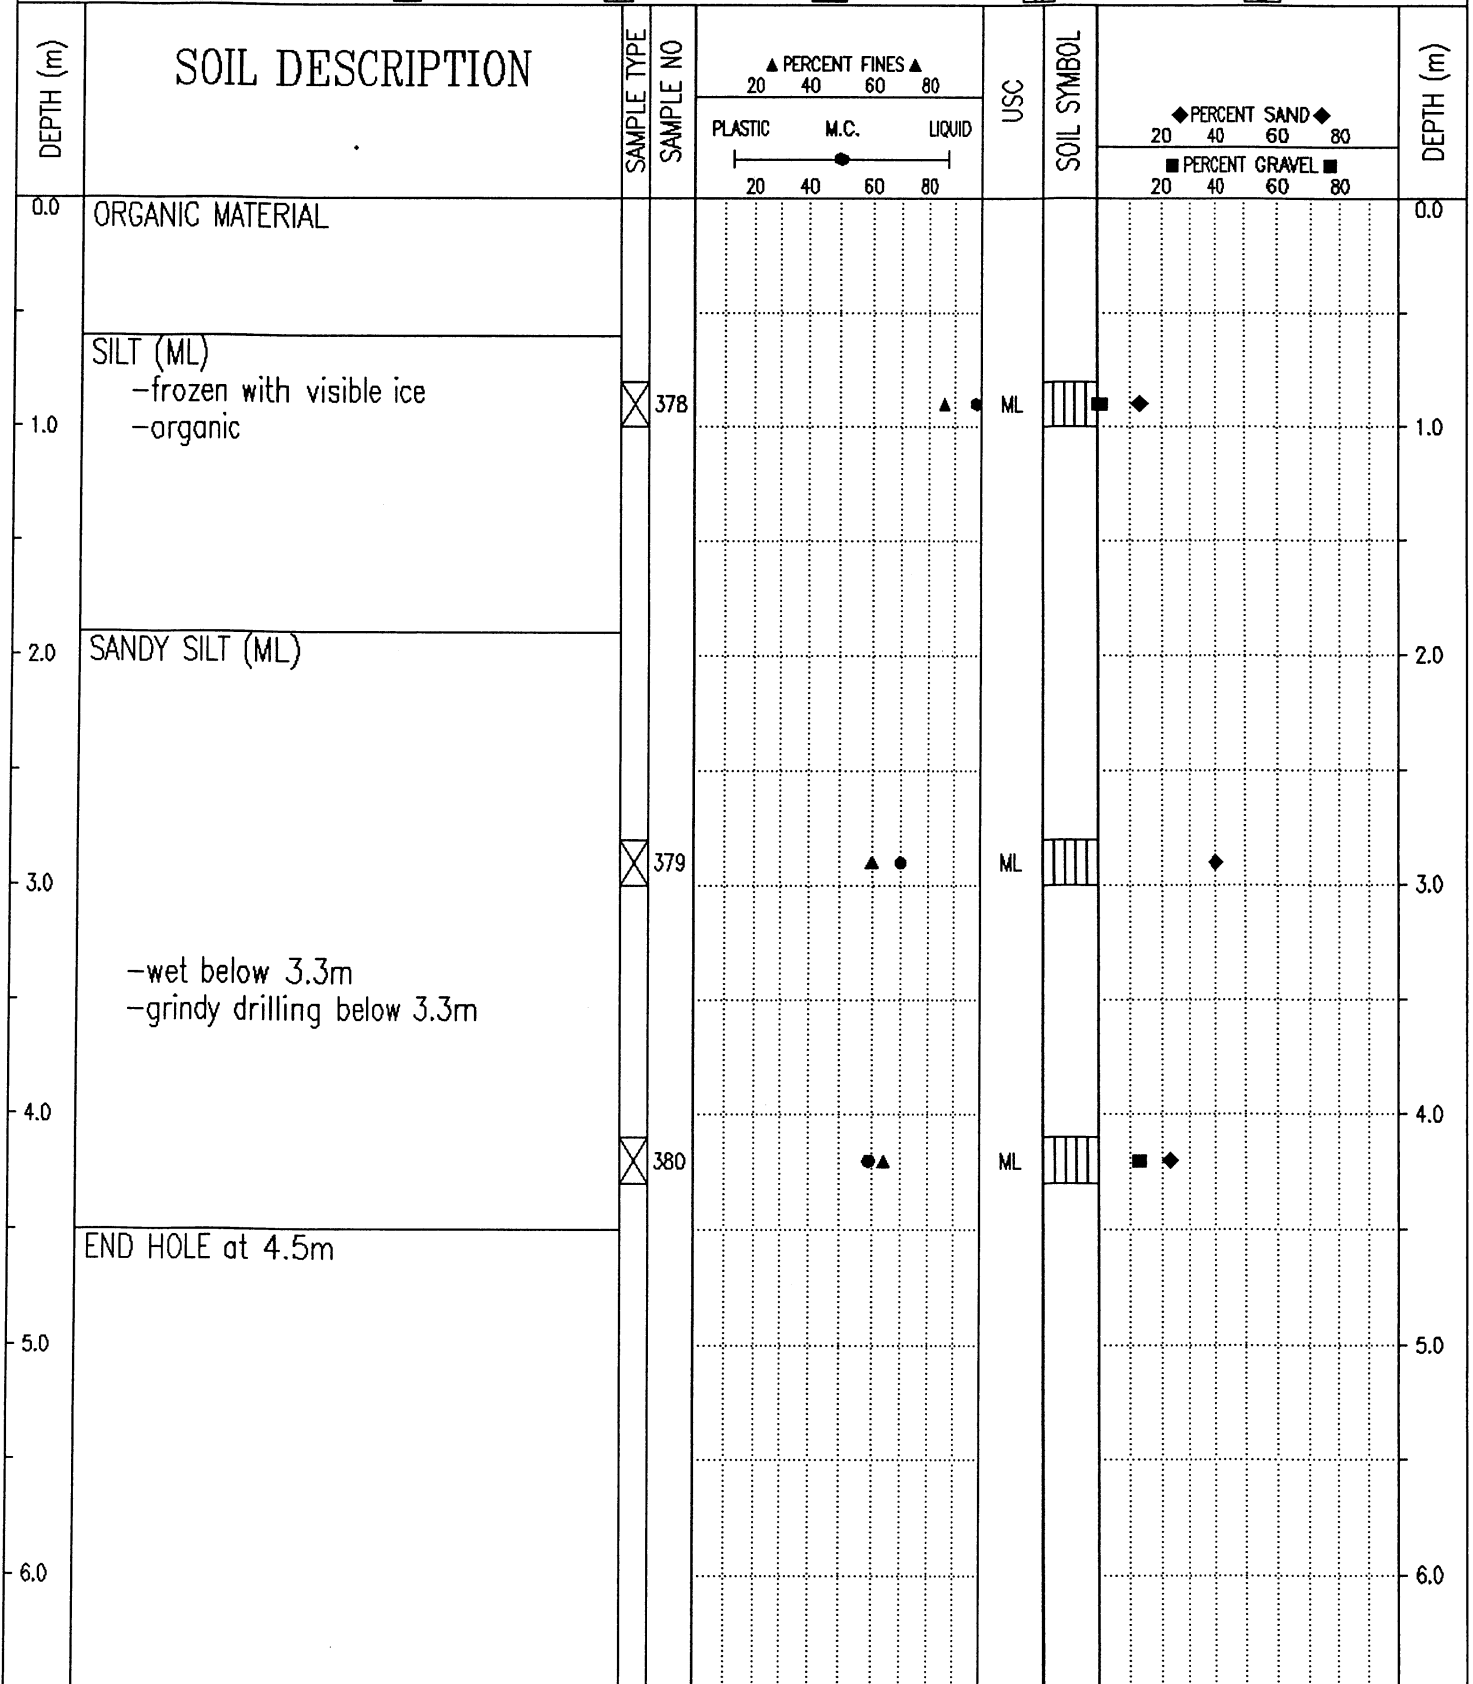 DEPTH (m)
SOIL DESCRIPTION
SAMPLE TYPE
SAMPLE NO
▲ PERCENT FINES ▲
20 40 60 80
PLASTIC M.C. LIQUID
20 40 60 80
USC
SOIL SYMBOL
◆PERCENT SAND◆
20 40 60 80
■ PERCENT GRAVEL ■
20 40 60 80
DEPTH (m)
0.0 ORGANIC MATERIAL 0.0
SILT (ML)
-frozen with visible ice
378 ML
1.0 -organic 1.0
2.0 SANDY SILT (ML) 2.0
379 ML
3.0 3.0
-wet below 3.3m
-grindy drilling below 3.3m
4.0 4.0
380 ML
END HOLE at 4.5m
5.0 5.0
6.0 6.0